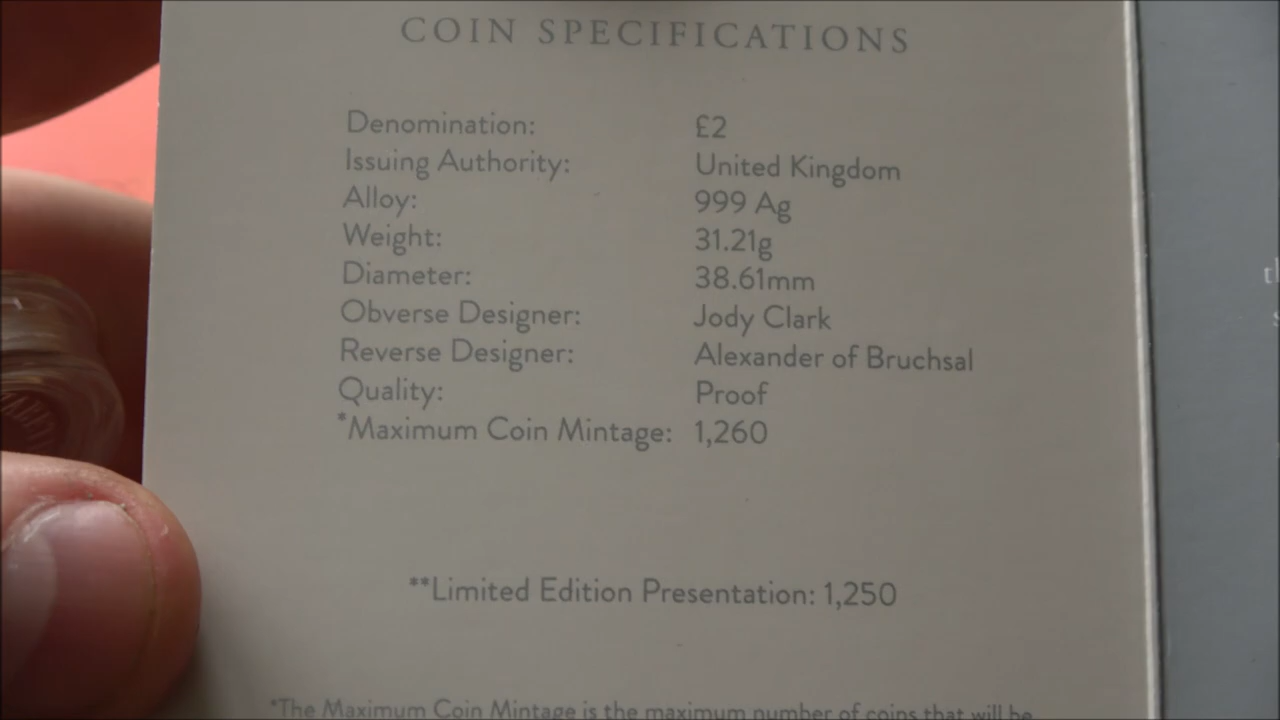 COIN SPECIFICATIONS
Denomination: £2
Issuing Authority: United Kingdom
Alloy: 999 Ag
Weight: 31.21g
Diameter: 38.61mm
Obverse Designer: Jody Clark
Reverse Designer: Alexander of Bruchsal
Quality: Proof
*Maximum Coin Mintage: 1,260
**Limited Edition Presentation: 1,250
*The Maximum Coin Mintage is the maximum number of coins that will be